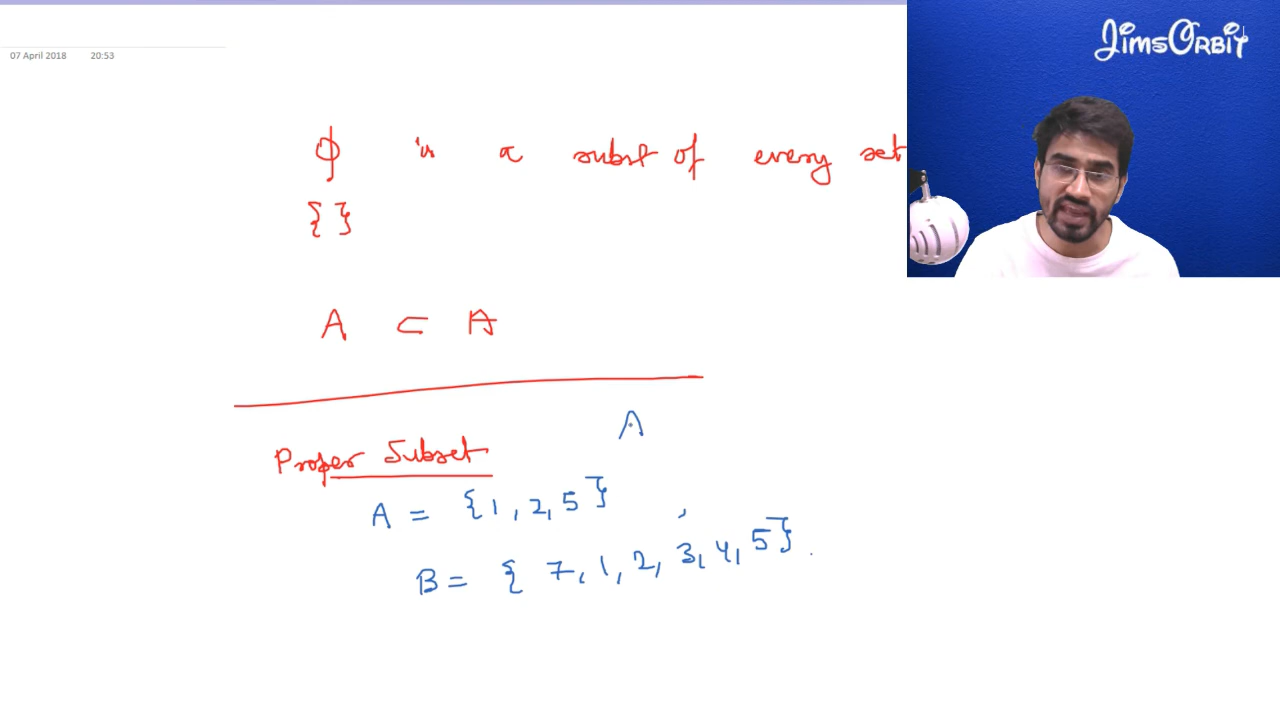 JimsOrbit
07 April 2018 20:53
ϕ is a subset of every set
{ }
A ⊂ A
A
Proper Subset
A = {1, 2, 5} ,
B = { 7, 1, 2, 3, 4, 5} .